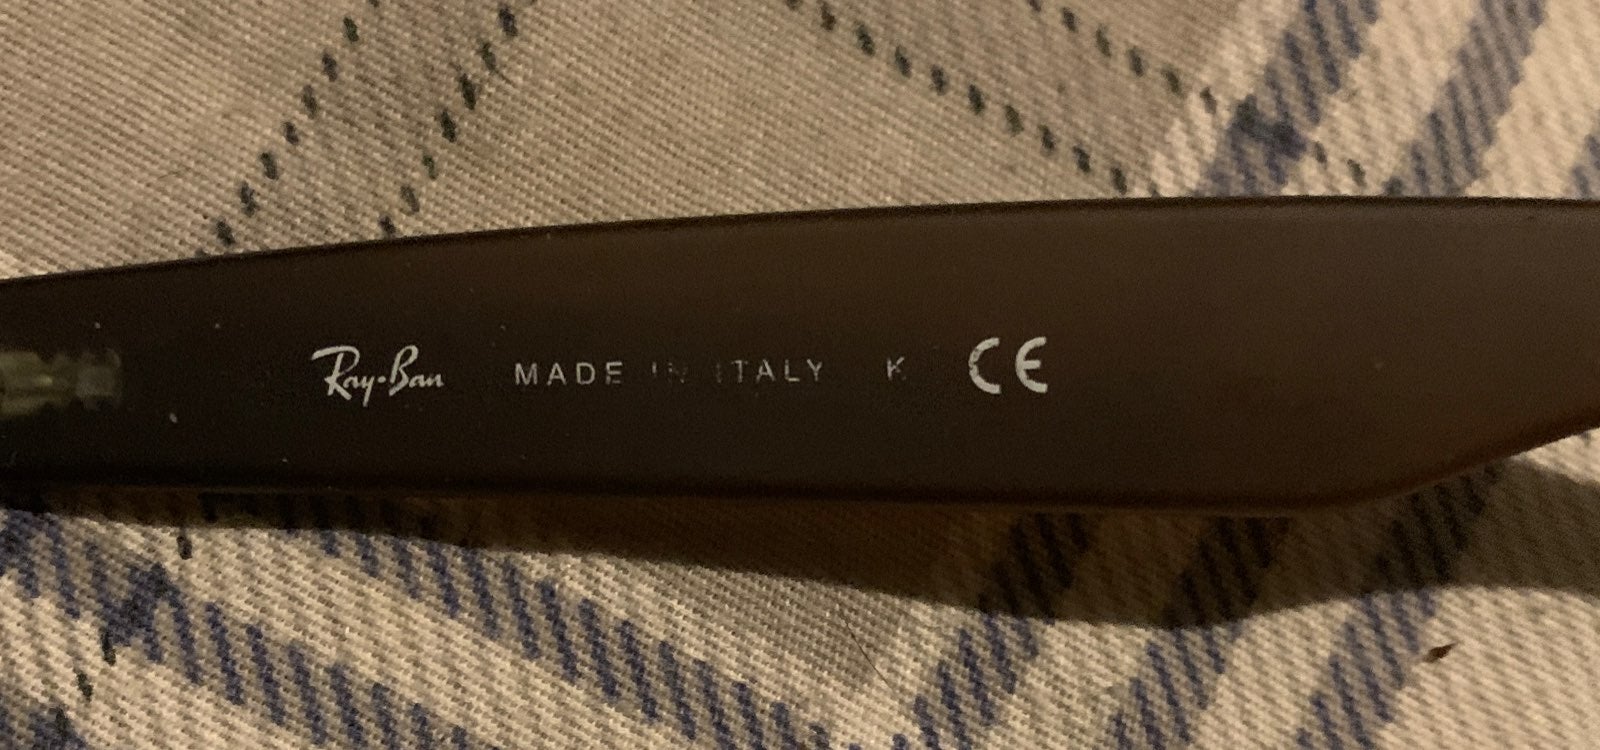 Ray-Ban MADE IN ITALY K CE